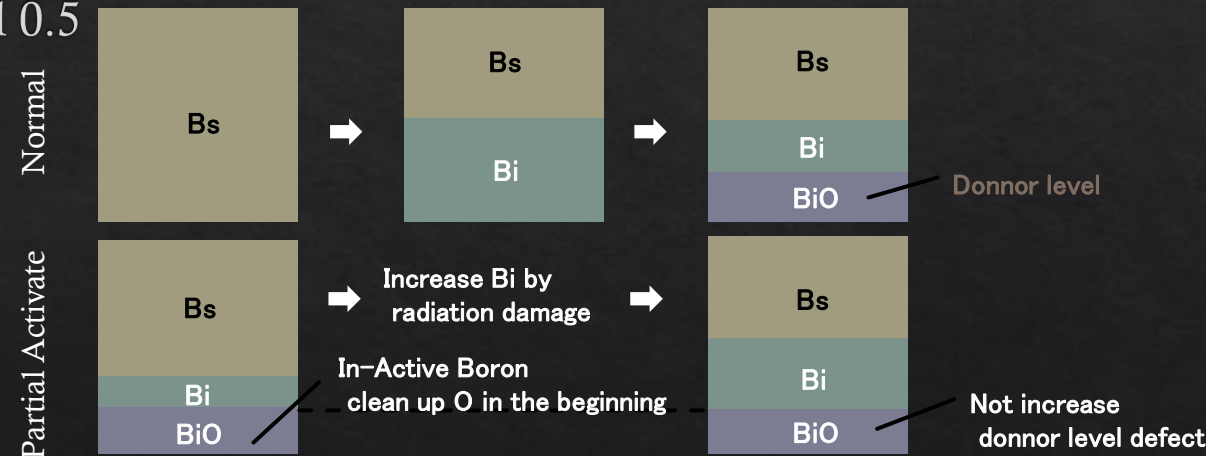 10.5
Normal
Bs
Bs
Bi
Bs
Bi
BiO
Donnor level
Partial Activate
Bs
Bi
BiO
Increase Bi by
radiation damage
In-Active Boron
clean up O in the beginning
Bs
Bi
BiO
Not increase
donnor level defect